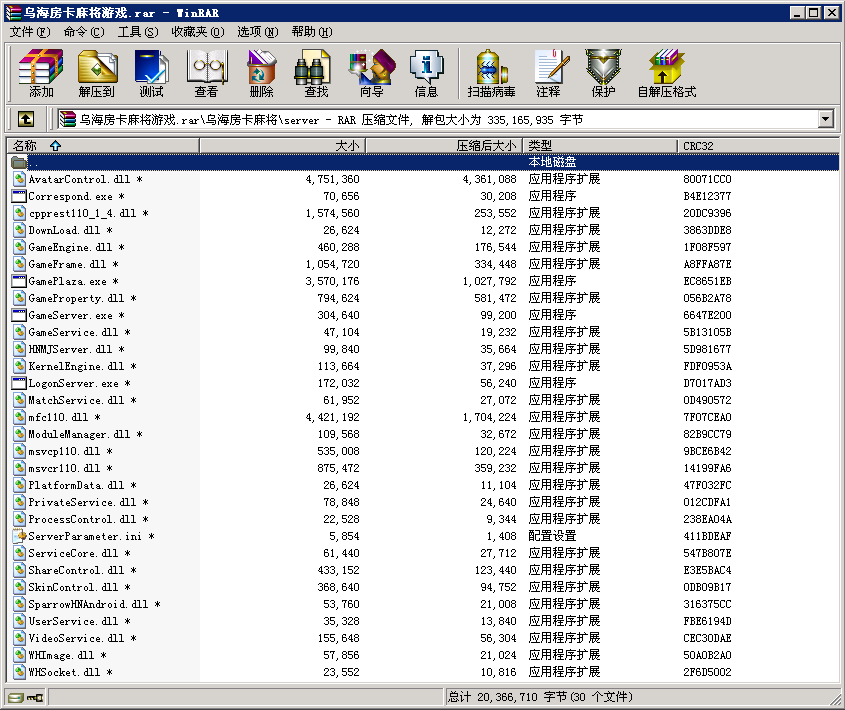 乌海房卡麻将游戏.rar - WinRAR
文件(F) 命令(C) 工具(S) 收藏夹(O) 选项(N) 帮助(H)
添加 解压到 测试 查看 删除 查找 向导 信息 扫描病毒 注释 保护 自解压格式
乌海房卡麻将游戏.rar\乌海房卡麻将\server - RAR 压缩文件, 解包大小为 335,165,935 字节
名称 大小 压缩后大小 类型 CRC32
.. 本地磁盘
AvatarControl.dll * 4,751,360 4,361,088 应用程序扩展 80071CC0
Correspond.exe * 70,656 30,208 应用程序 B4E12377
cpprest110_1_4.dll * 1,574,560 253,552 应用程序扩展 20DC9396
DownLoad.dll * 26,624 12,272 应用程序扩展 3863DDE8
GameEngine.dll * 460,288 176,544 应用程序扩展 1F08F597
GameFrame.dll * 1,054,720 334,448 应用程序扩展 A8FFA87E
GamePlaza.exe * 3,570,176 1,027,792 应用程序 EC8651EB
GameProperty.dll * 794,624 581,472 应用程序扩展 056B2A78
GameServer.exe * 304,640 99,200 应用程序 6647E200
GameService.dll * 47,104 19,232 应用程序扩展 5B13105B
HNMJServer.dll * 99,840 35,664 应用程序扩展 5D981677
KernelEngine.dll * 113,664 37,296 应用程序扩展 FDF0953A
LogonServer.exe * 172,032 56,240 应用程序 D7017AD3
MatchService.dll * 61,952 27,072 应用程序扩展 0D490572
mfc110.dll * 4,421,192 1,704,224 应用程序扩展 7F07CEA0
ModuleManager.dll * 109,568 32,672 应用程序扩展 82B9CC79
msvcp110.dll * 535,008 120,224 应用程序扩展 9BCE6B42
msvcr110.dll * 875,472 359,232 应用程序扩展 14199FA6
PlatformData.dll * 26,624 11,104 应用程序扩展 47F032FC
PrivateService.dll * 78,848 24,640 应用程序扩展 012CDFA1
ProcessControl.dll * 22,528 9,344 应用程序扩展 238EA04A
ServerParameter.ini * 5,854 1,408 配置设置 411BDEAF
ServiceCore.dll * 61,440 27,712 应用程序扩展 547B807E
ShareControl.dll * 433,152 123,440 应用程序扩展 E3E5BAC4
SkinControl.dll * 368,640 94,752 应用程序扩展 0DB09B17
SparrowHNAndroid.dll * 53,760 21,008 应用程序扩展 316375CC
UserService.dll * 35,328 13,840 应用程序扩展 FBE6194D
VideoService.dll * 155,648 56,304 应用程序扩展 CEC30DAE
WHImage.dll * 57,856 21,024 应用程序扩展 50A0B2A0
WHSocket.dll * 23,552 10,816 应用程序扩展 2F6D5002
总计 20,366,710 字节(30 个文件)